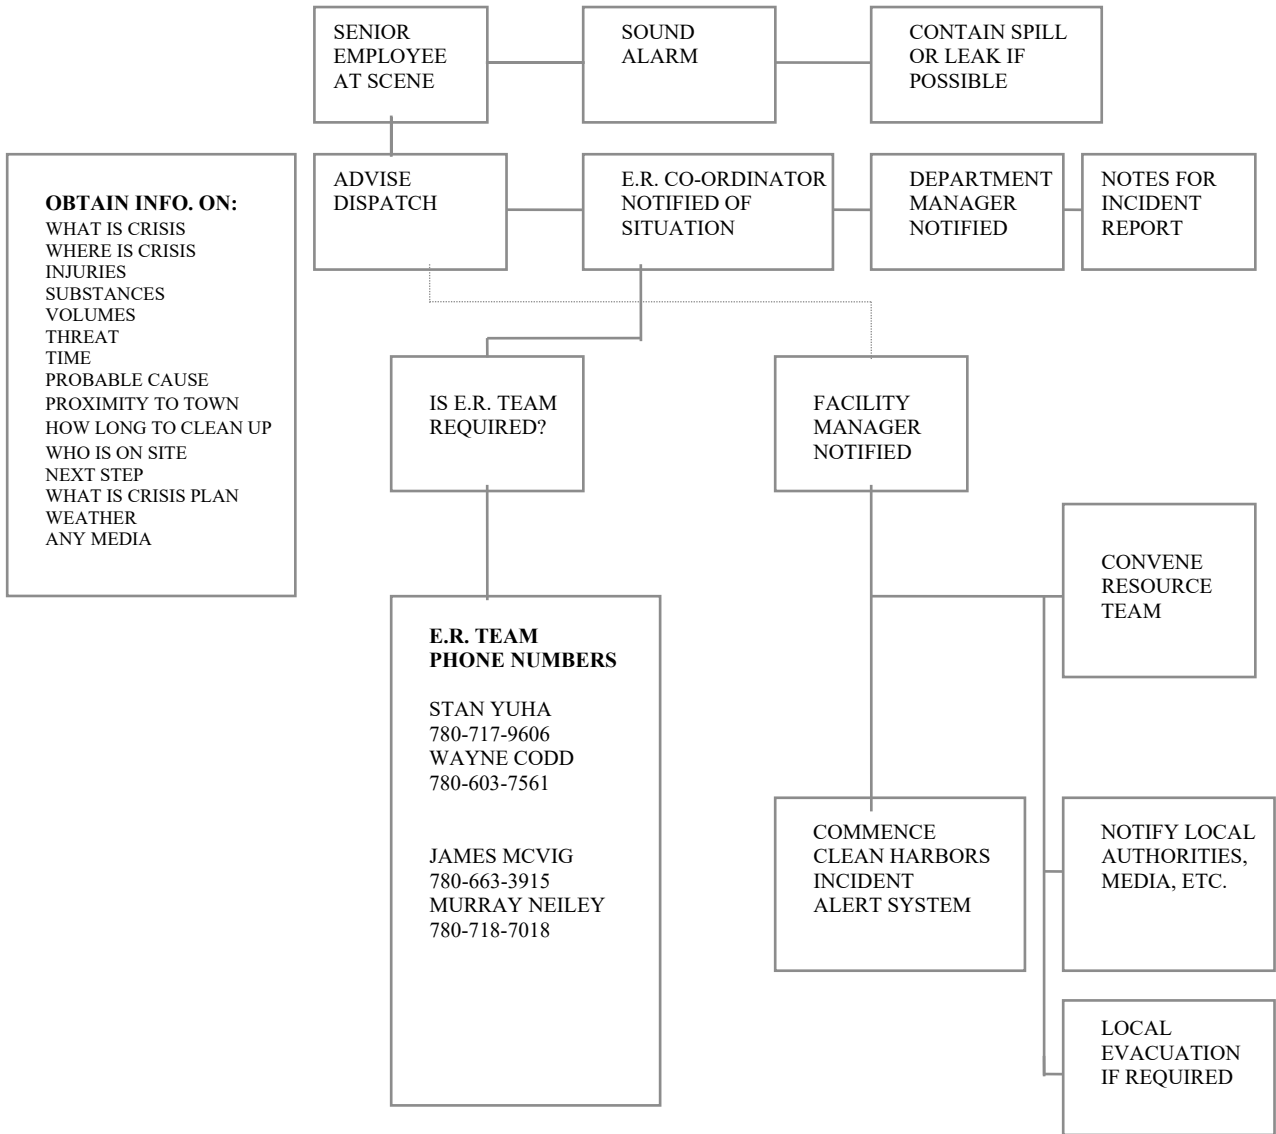 SENIOR
EMPLOYEE
AT SCENE
SOUND
ALARM
CONTAIN SPILL
OR LEAK IF
POSSIBLE
OBTAIN INFO. ON:
WHAT IS CRISIS
WHERE IS CRISIS
INJURIES
SUBSTANCES
VOLUMES
THREAT
TIME
PROBABLE CAUSE
PROXIMITY TO TOWN
HOW LONG TO CLEAN UP
WHO IS ON SITE
NEXT STEP
WHAT IS CRISIS PLAN
WEATHER
ANY MEDIA
ADVISE
DISPATCH
E.R. CO-ORDINATOR
NOTIFIED OF
SITUATION
DEPARTMENT
MANAGER
NOTIFIED
NOTES FOR
INCIDENT
REPORT
IS E.R. TEAM
REQUIRED?
FACILITY
MANAGER
NOTIFIED
CONVENE
RESOURCE
TEAM
E.R. TEAM
PHONE NUMBERS
STAN YUHA
780-717-9606
WAYNE CODD
780-603-7561
JAMES MCVIG
780-663-3915
MURRAY NEILEY
780-718-7018
COMMENCE
CLEAN HARBORS
INCIDENT
ALERT SYSTEM
NOTIFY LOCAL
AUTHORITIES,
MEDIA, ETC.
LOCAL
EVACUATION
IF REQUIRED